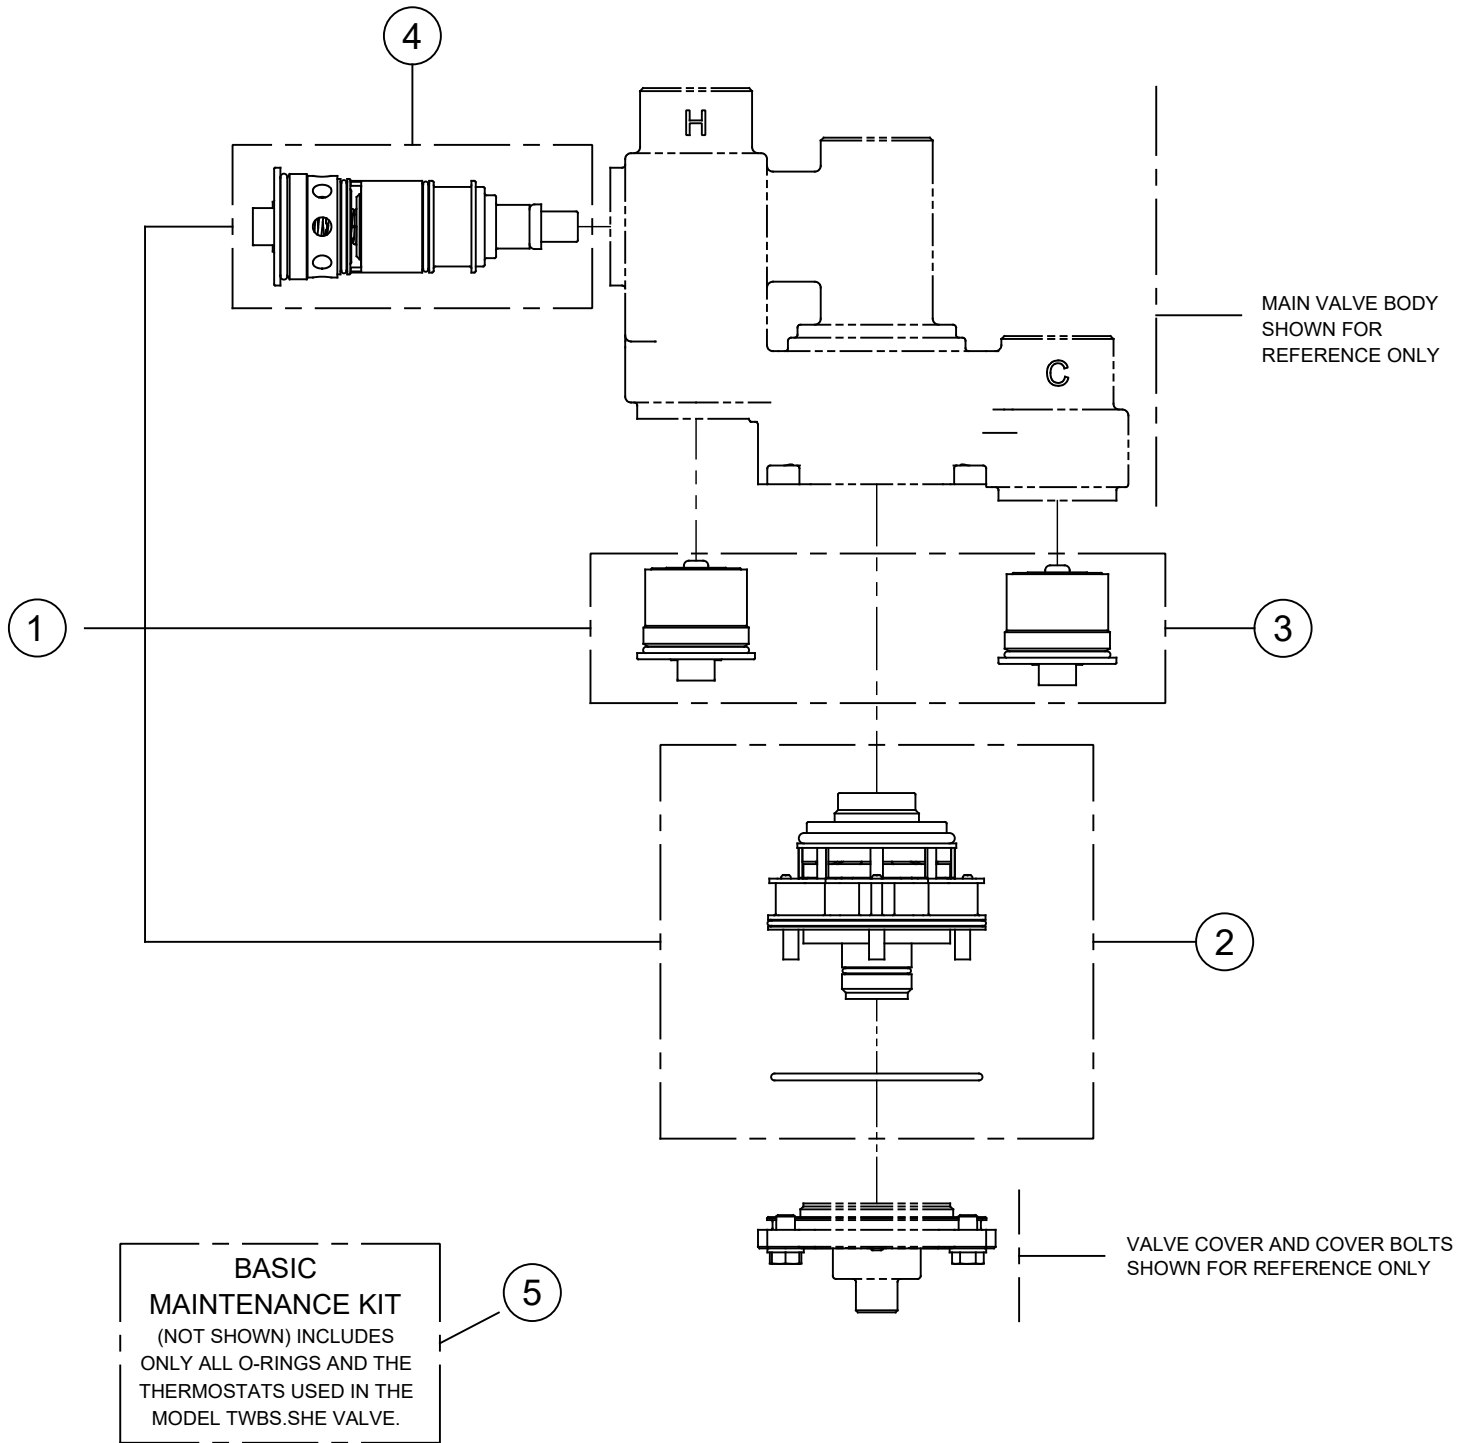 4
H
MAIN VALVE BODY
SHOWN FOR
REFERENCE ONLY
C
1
3
2
VALVE COVER AND COVER BOLTS
SHOWN FOR REFERENCE ONLY
BASIC
MAINTENANCE KIT
(NOT SHOWN) INCLUDES
ONLY ALL O-RINGS AND THE
THERMOSTATS USED IN THE
MODEL TWBS.SHE VALVE.
5